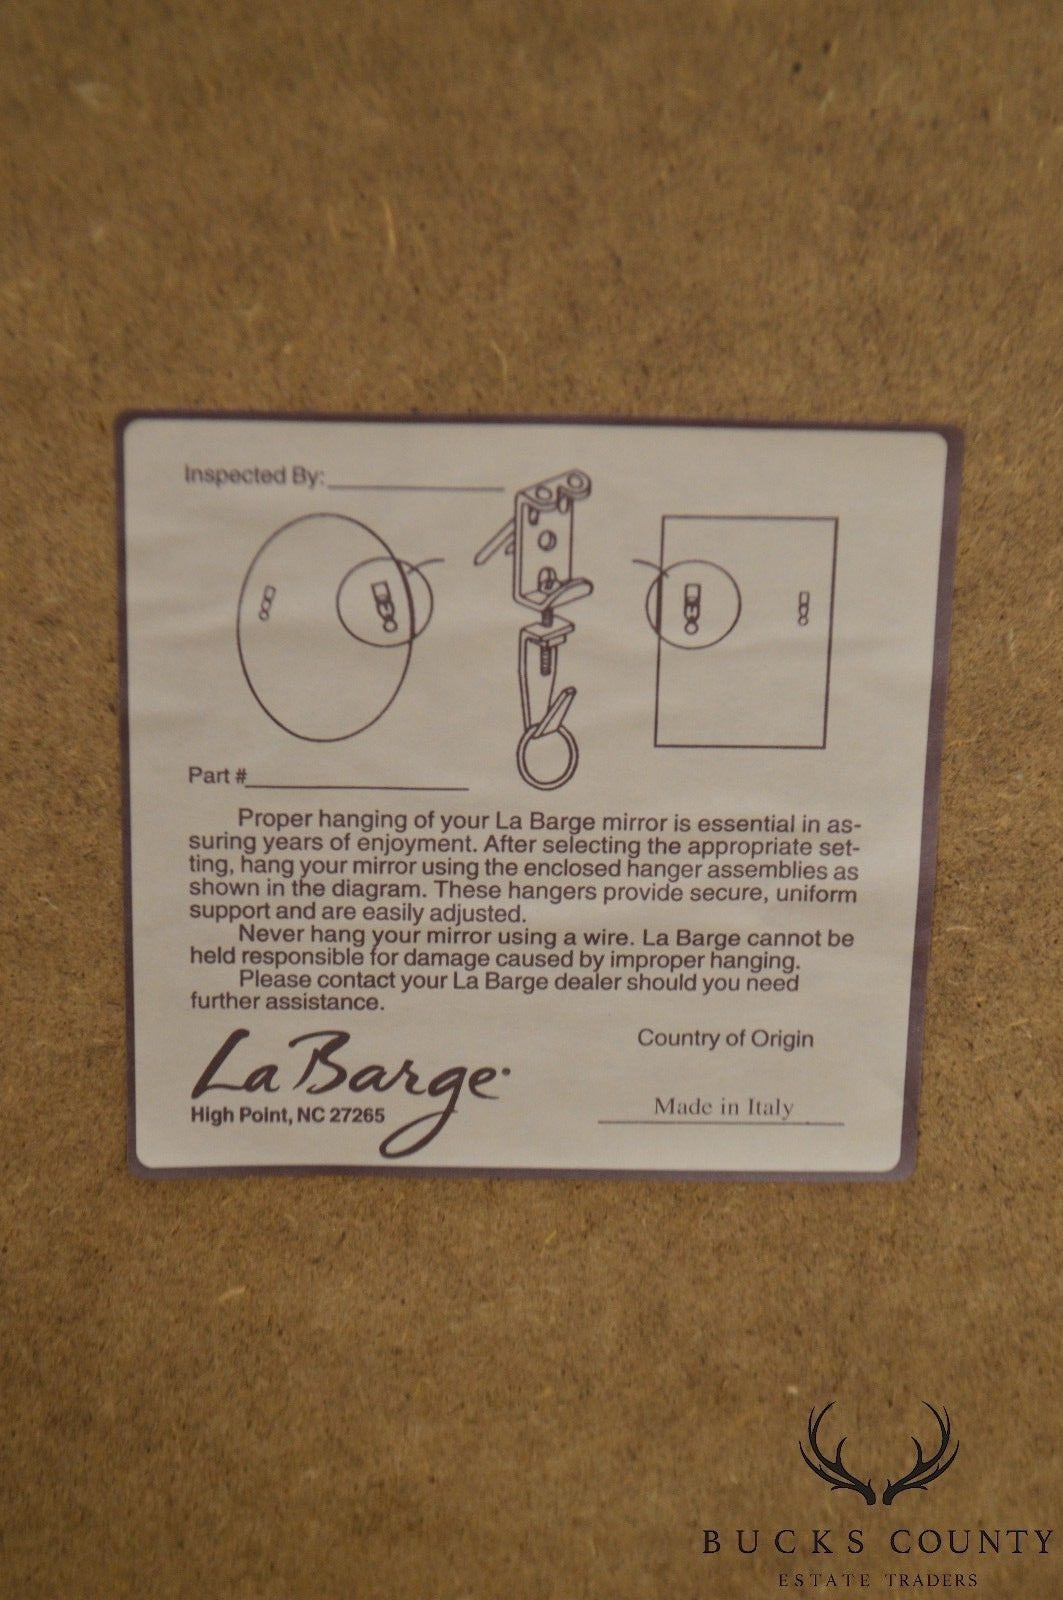 Inspected By:
Part #
Proper hanging of your La Barge mirror is essential in as-
suring years of enjoyment. After selecting the appropriate set-
ting, hang your mirror using the enclosed hanger assemblies as
shown in the diagram. These hangers provide secure, uniform
support and are easily adjusted.
Never hang your mirror using a wire. La Barge cannot be
held responsible for damage caused by improper hanging.
Please contact your La Barge dealer should you need
further assistance.
La Barge
High Point, NC 27265
Country of Origin
Made in Italy
BUCKS COUNTY
ESTATE TRADERS